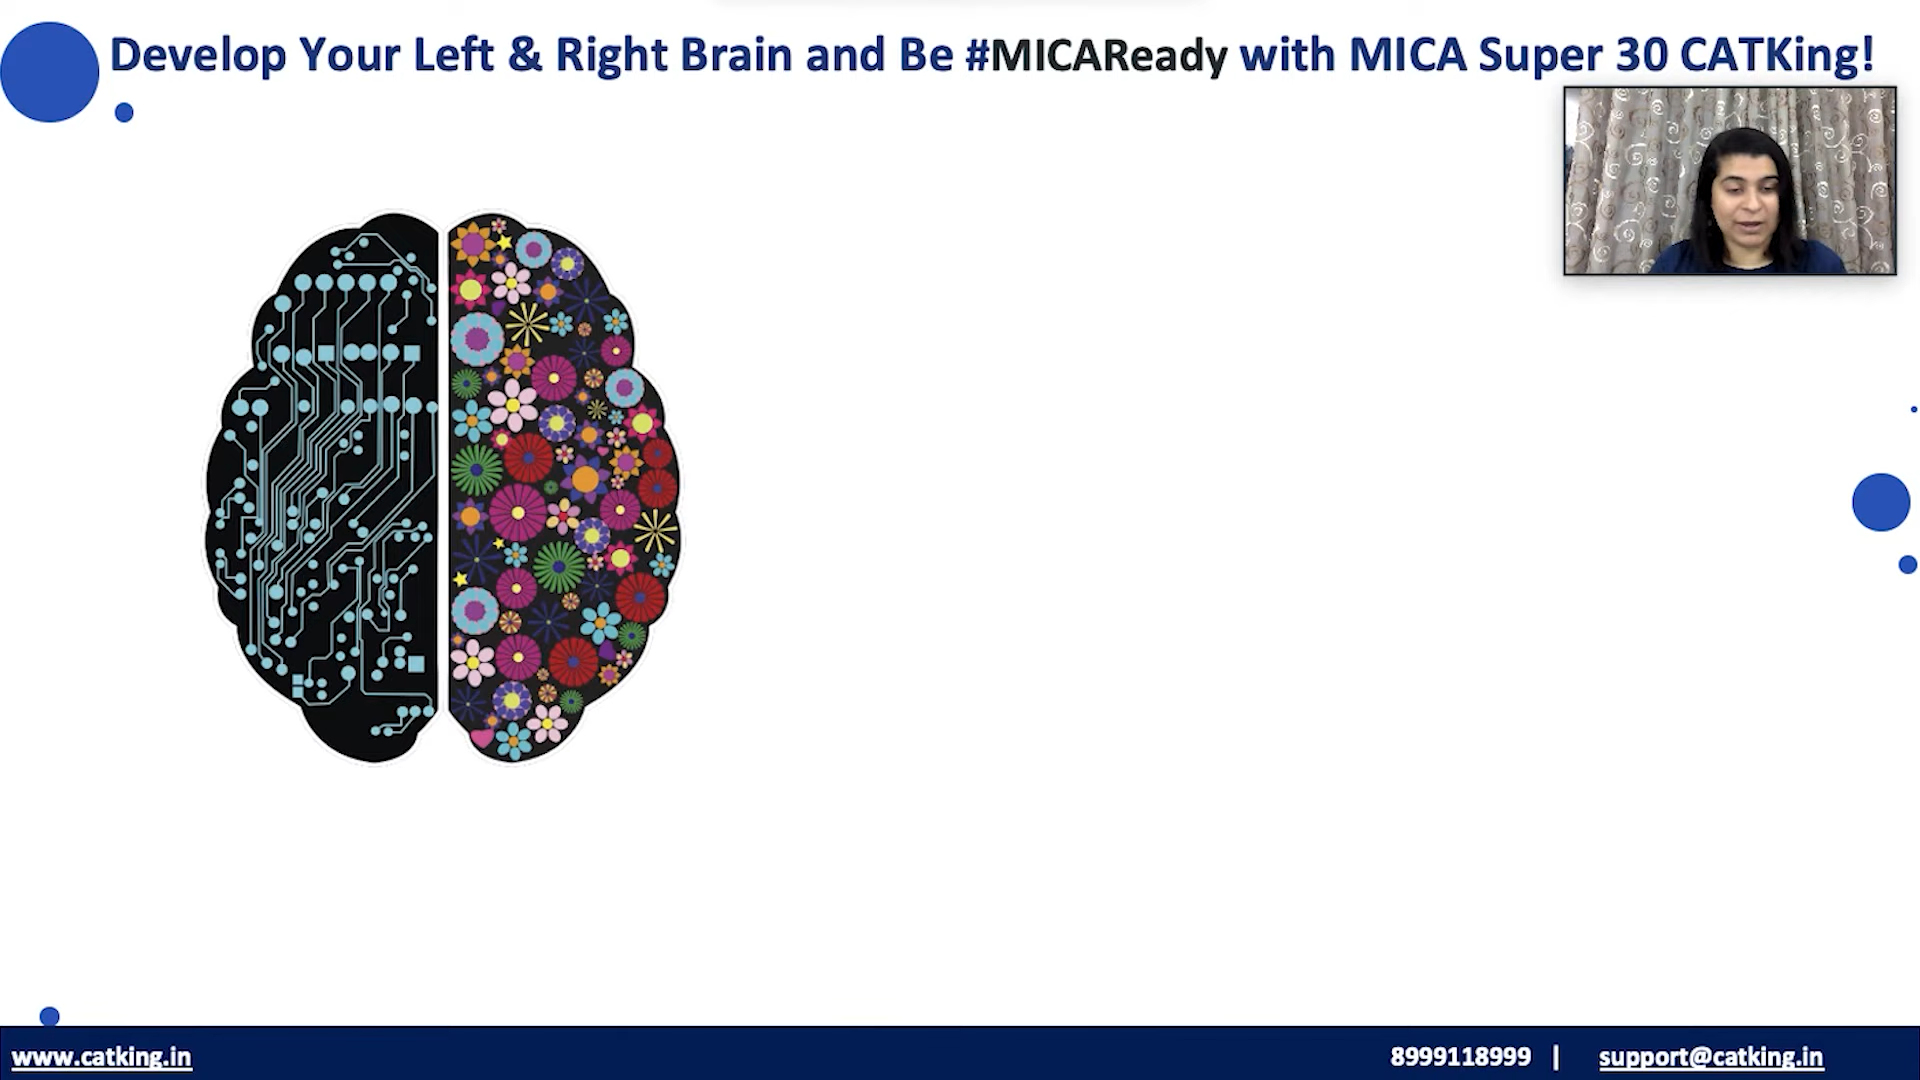 Develop Your Left & Right Brain and Be #MICAReady with MICA Super 30 CATKing!
www.catking.in
8999118999 | support@catking.in